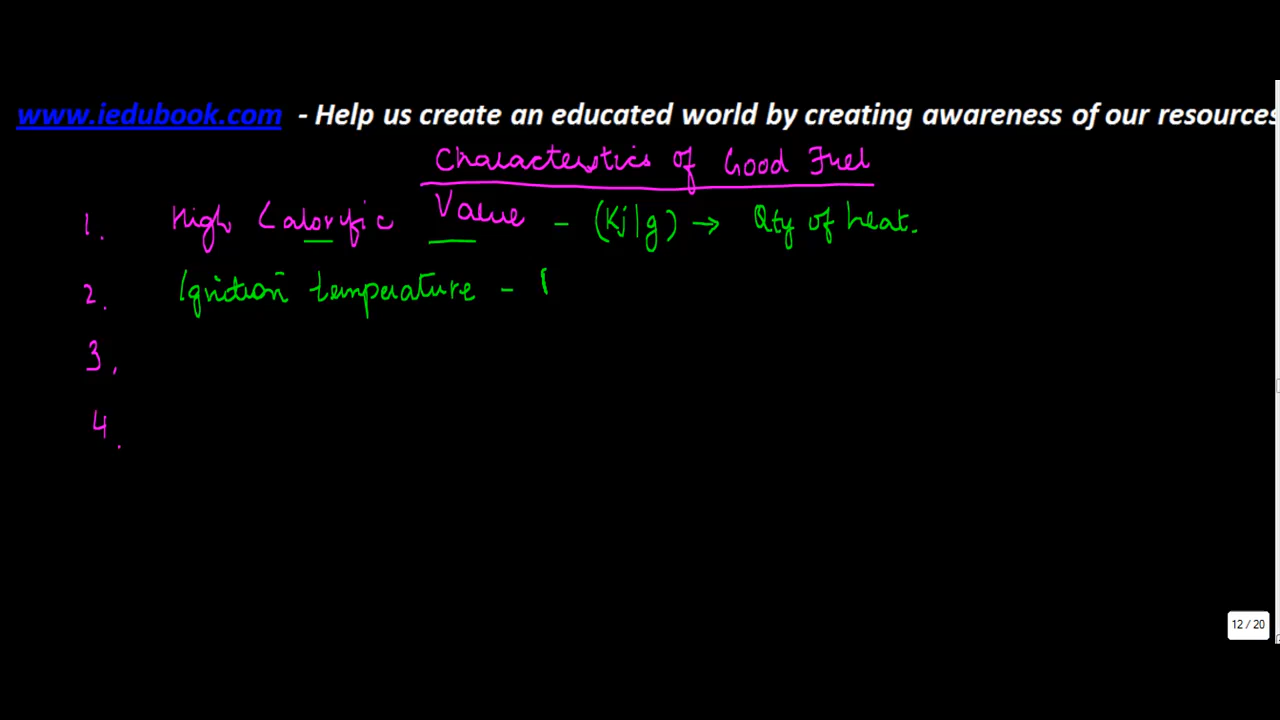 www.iedubook.com - Help us create an educated world by creating awareness of our resources
Characteristics of Good Fuel
1. High Calorific Value - (Kj/g) → Qty of heat.
2. Ignition temperature -
3.
4.
12 / 20